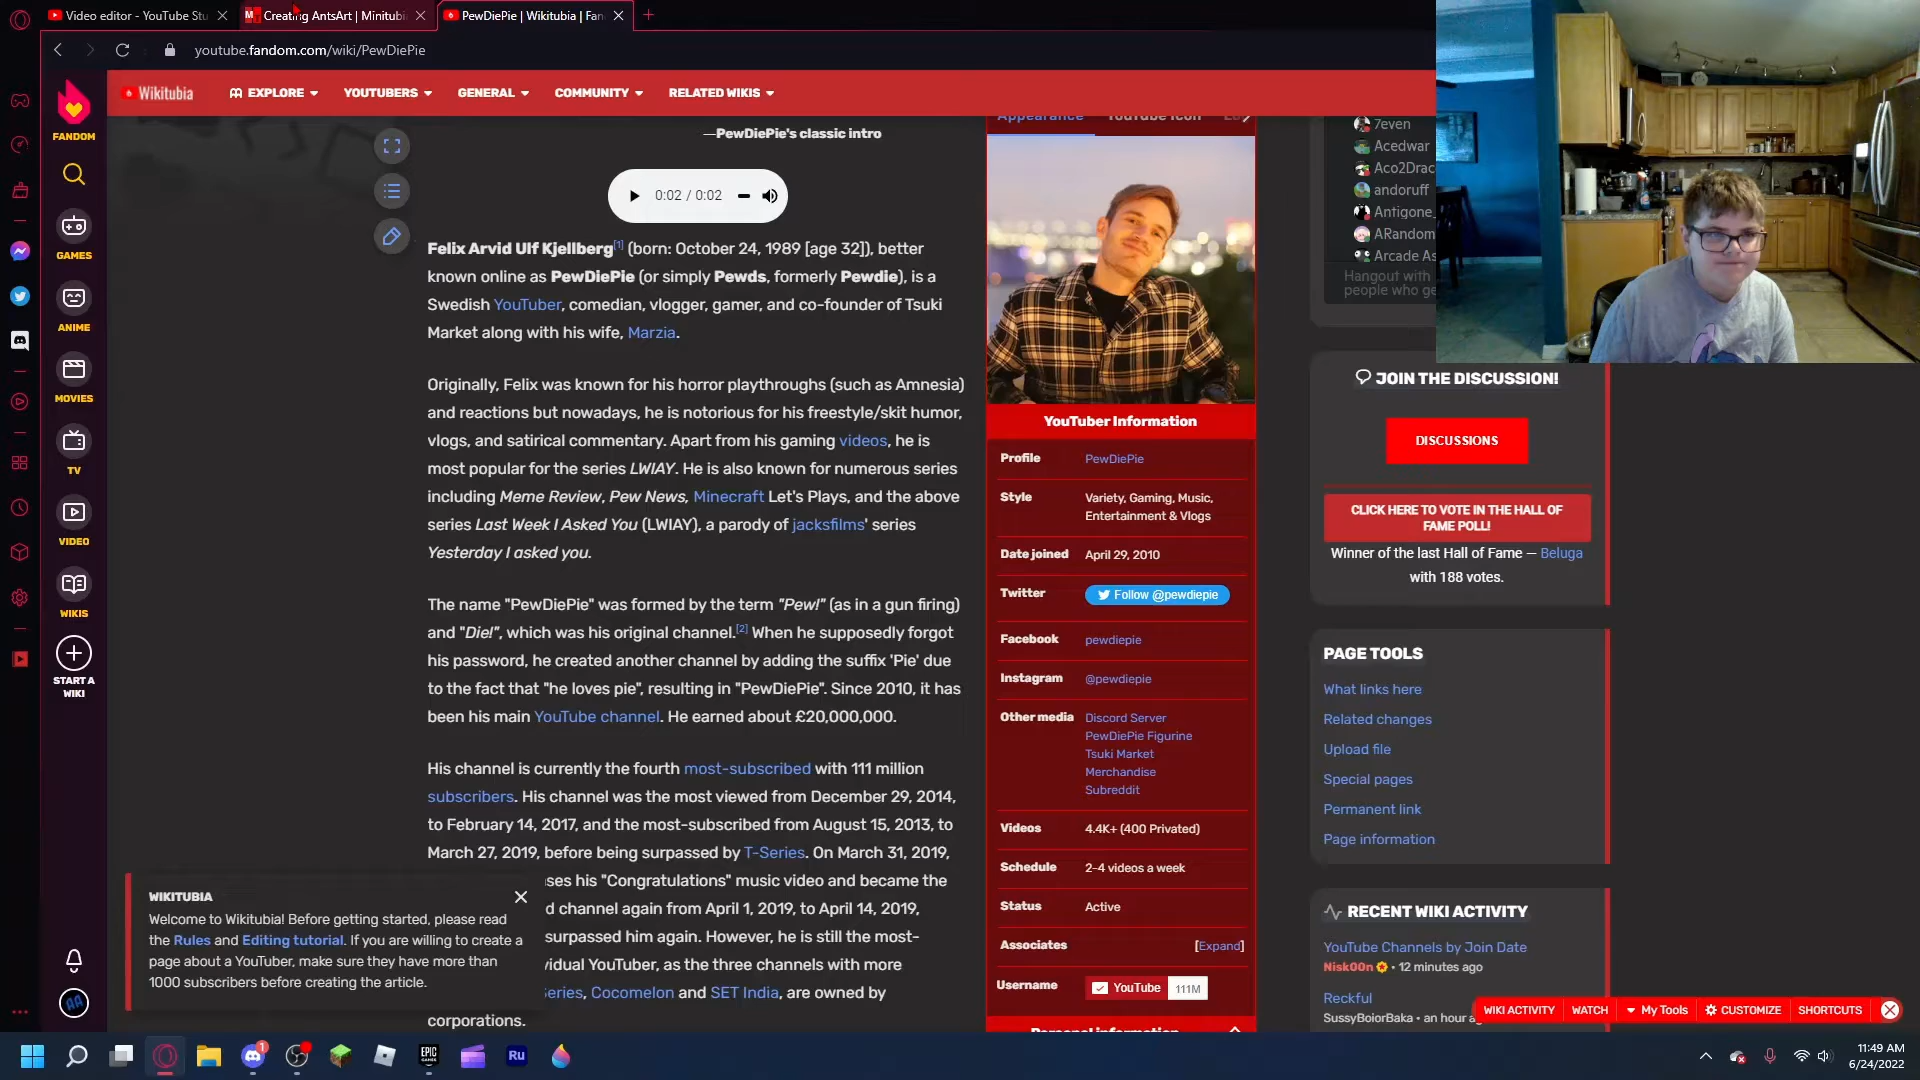 Video editor - YouTube Stu
Creating AntsArt | Minitubi
PewDiePie | Wikitubia | Fan
youtube.fandom.com/wiki/PewDiePie
Wikitubia
EXPLORE
YOUTUBERS
GENERAL
COMMUNITY
RELATED WIKIS
FANDOM
GAMES
ANIME
MOVIES
TV
VIDEO
WIKIS
START A
WIKI
—PewDiePie's classic intro
0:02 / 0:02
Felix Arvid Ulf Kjellberg[1] (born: October 24, 1989 [age 32]), better
known online as PewDiePie (or simply Pewds, formerly Pewdie), is a
Swedish YouTuber, comedian, vlogger, gamer, and co-founder of Tsuki
Market along with his wife, Marzia.
Originally, Felix was known for his horror playthroughs (such as Amnesia)
and reactions but nowadays, he is notorious for his freestyle/skit humor,
vlogs, and satirical commentary. Apart from his gaming videos, he is
most popular for the series LWIAY. He is also known for numerous series
including Meme Review, Pew News, Minecraft Let's Plays, and the above
series Last Week I Asked You (LWIAY), a parody of jacksfilms' series
Yesterday I asked you.
The name "PewDiePie" was formed by the term "Pew!" (as in a gun firing)
and "Die!", which was his original channel.[2] When he supposedly forgot
his password, he created another channel by adding the suffix 'Pie' due
to the fact that "he loves pie", resulting in "PewDiePie". Since 2010, it has
been his main YouTube channel. He earned about £20,000,000.
His channel is currently the fourth most-subscribed with 111 million
subscribers. His channel was the most viewed from December 29, 2014,
to February 14, 2017, and the most-subscribed from August 15, 2013, to
March 27, 2019, before being surpassed by T-Series. On March 31, 2019,
ses his "Congratulations" music video and became the
d channel again from April 1, 2019, to April 14, 2019,
surpassed him again. However, he is still the most-
vidual YouTuber, as the three channels with more
Series, Cocomelon and SET India, are owned by
corporations.
WIKITUBIA
Welcome to Wikitubia! Before getting started, please read
the Rules and Editing tutorial. If you are willing to create a
page about a YouTuber, make sure they have more than
1000 subscribers before creating the article.
Appearance
YouTube Icon
YouTuber Information
Profile PewDiePie
Style Variety, Gaming, Music,
Entertainment & Vlogs
Date joined April 29, 2010
Twitter Follow @pewdiepie
Facebook pewdiepie
Instagram @pewdiepie
Other media Discord Server
PewDiePie Figurine
Tsuki Market
Merchandise
Subreddit
Videos 4.4K+ (400 Privated)
Schedule 2-4 videos a week
Status Active
Associates [Expand]
Username YouTube 111M
Personal information
7even
Acedwar
Aco2Drac
andoruff
Antigone_
ARandom
Arcade As
Hangout with
people who ge
JOIN THE DISCUSSION!
DISCUSSIONS
CLICK HERE TO VOTE IN THE HALL OF
FAME POLL!
Winner of the last Hall of Fame — Beluga
with 188 votes.
PAGE TOOLS
What links here
Related changes
Upload file
Special pages
Permanent link
Page information
RECENT WIKI ACTIVITY
YouTube Channels by Join Date
Nisk00n • 12 minutes ago
Reckful
SussyBoiorBaka • an hour ag
WIKI ACTIVITY
WATCH
My Tools
CUSTOMIZE
SHORTCUTS
1
EPIC
GAMES
Ru
11:49 AM
6/24/2022